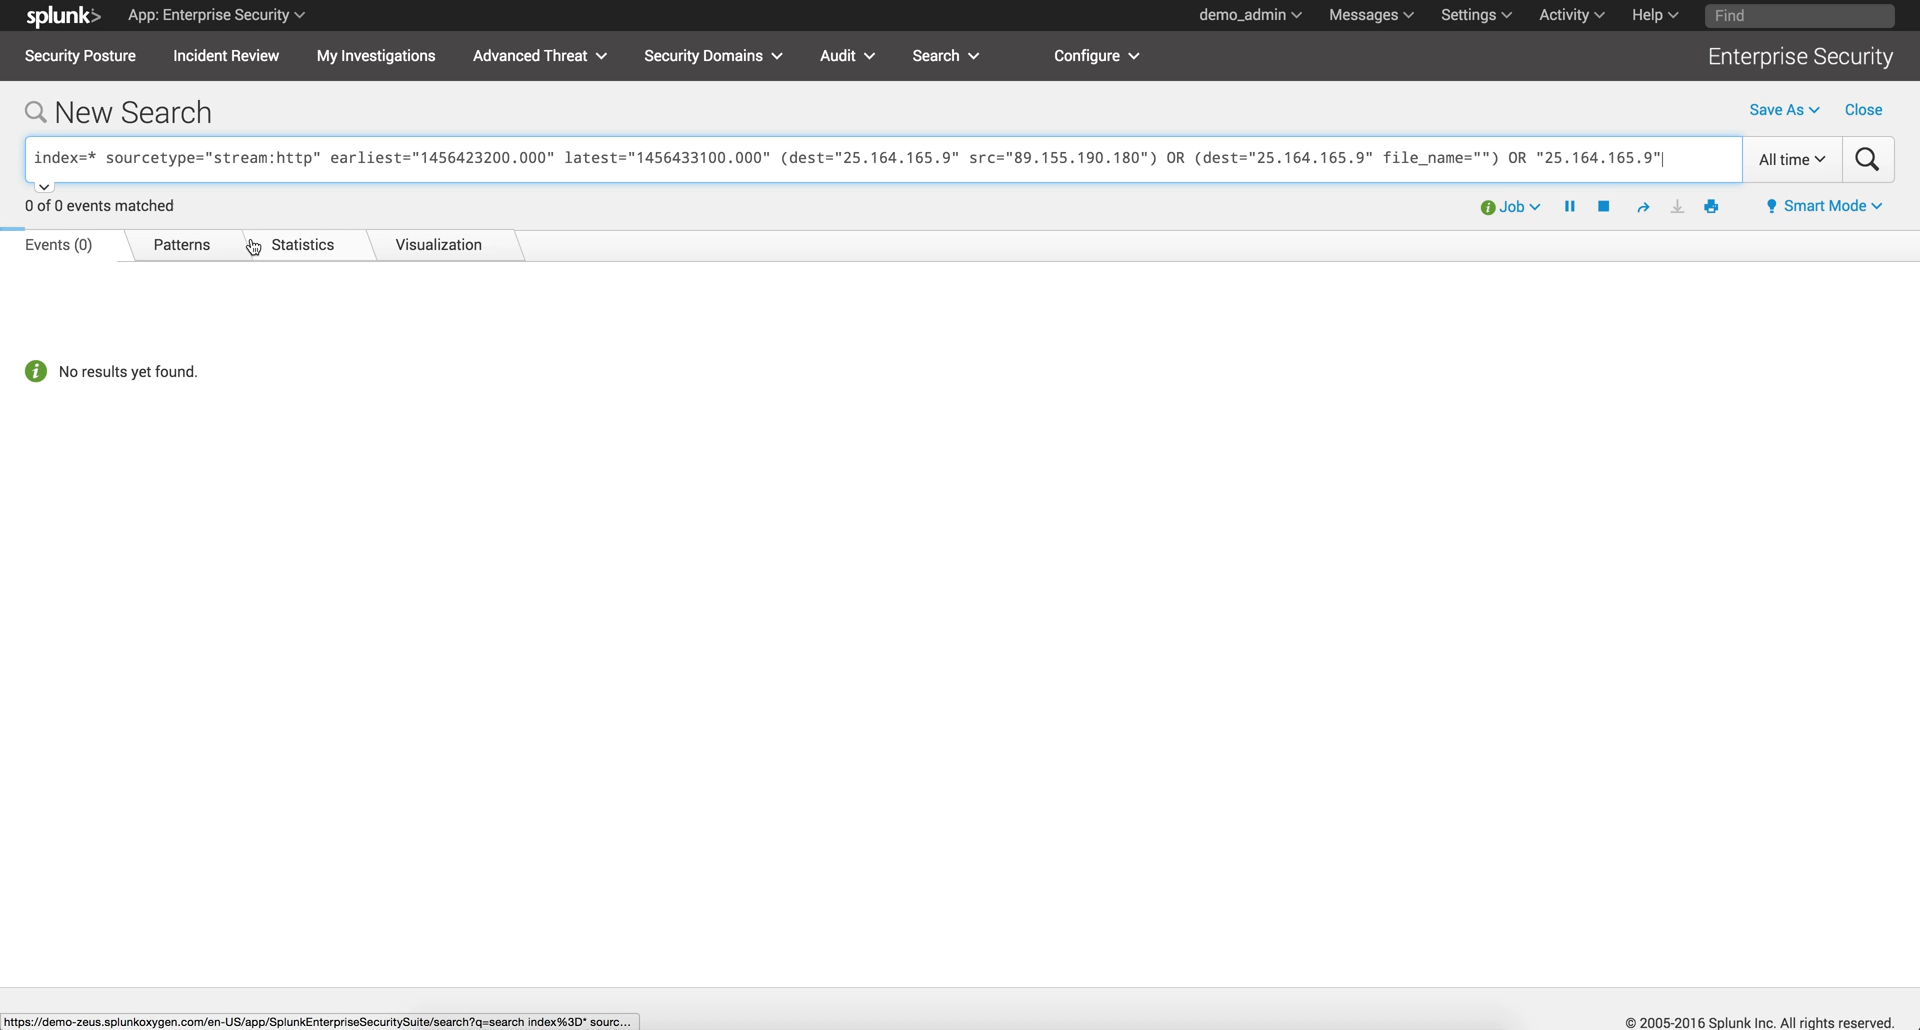 splunk> App: Enterprise Security demo_admin Messages Settings Activity Help Find
Security Posture Incident Review My Investigations Advanced Threat Security Domains Audit Search Configure Enterprise Security
New Search Save As Close
index=* sourcetype="stream:http" earliest="1456423200.000" latest="1456433100.000" (dest="25.164.165.9" src="89.155.190.180") OR (dest="25.164.165.9" file_name="") OR "25.164.165.9" All time
0 of 0 events matched i Job Smart Mode
Events (0) Patterns Statistics Visualization
i No results yet found.
https://demo-zeus.splunkoxygen.com/en-US/app/SplunkEnterpriseSecuritySuite/search?q=search index%3D* sourc...
© 2005-2016 Splunk Inc. All rights reserved.